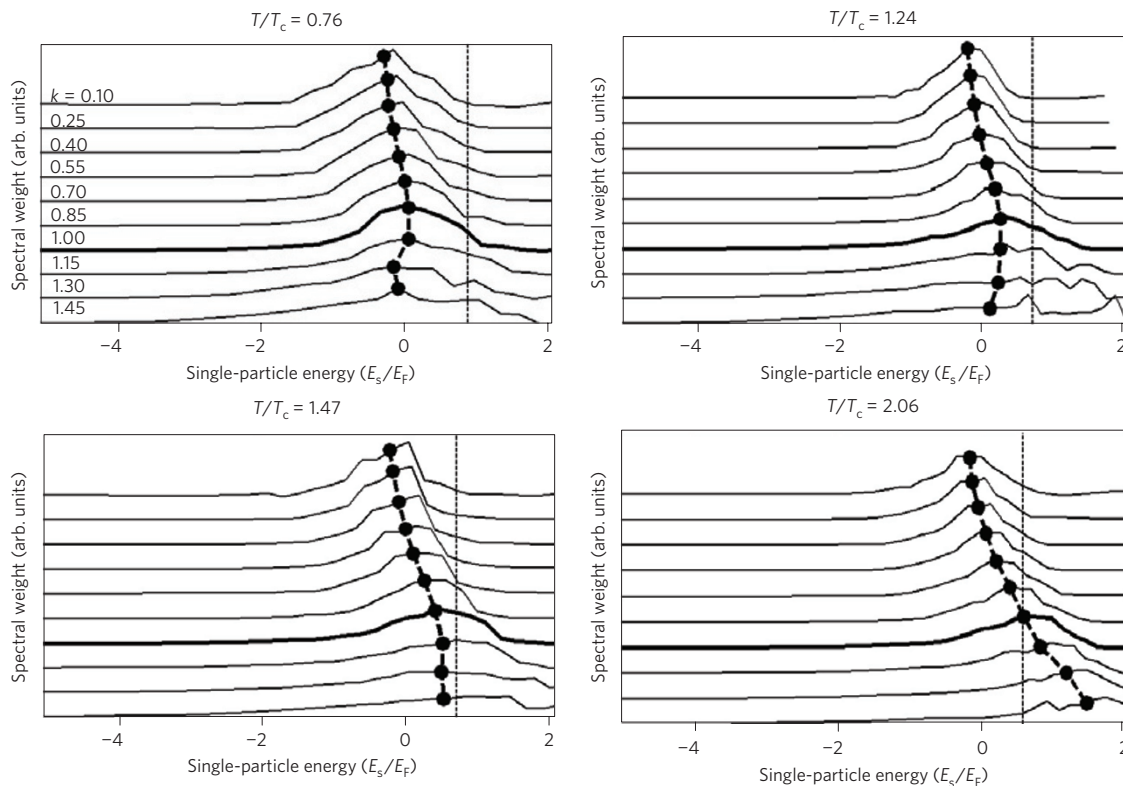 T/Tc = 0.76
Spectral weight (arb. units)
k = 0.10
0.25
0.40
0.55
0.70
0.85
1.00
1.15
1.30
1.45
−4 −2 0 2
Single-particle energy (Es/EF)
T/Tc = 1.24
Spectral weight (arb. units)
−4 −2 0 2
Single-particle energy (Es/EF)
T/Tc = 1.47
Spectral weight (arb. units)
−4 −2 0 2
Single-particle energy (Es/EF)
T/Tc = 2.06
Spectral weight (arb. units)
−4 −2 0 2
Single-particle energy (Es/EF)